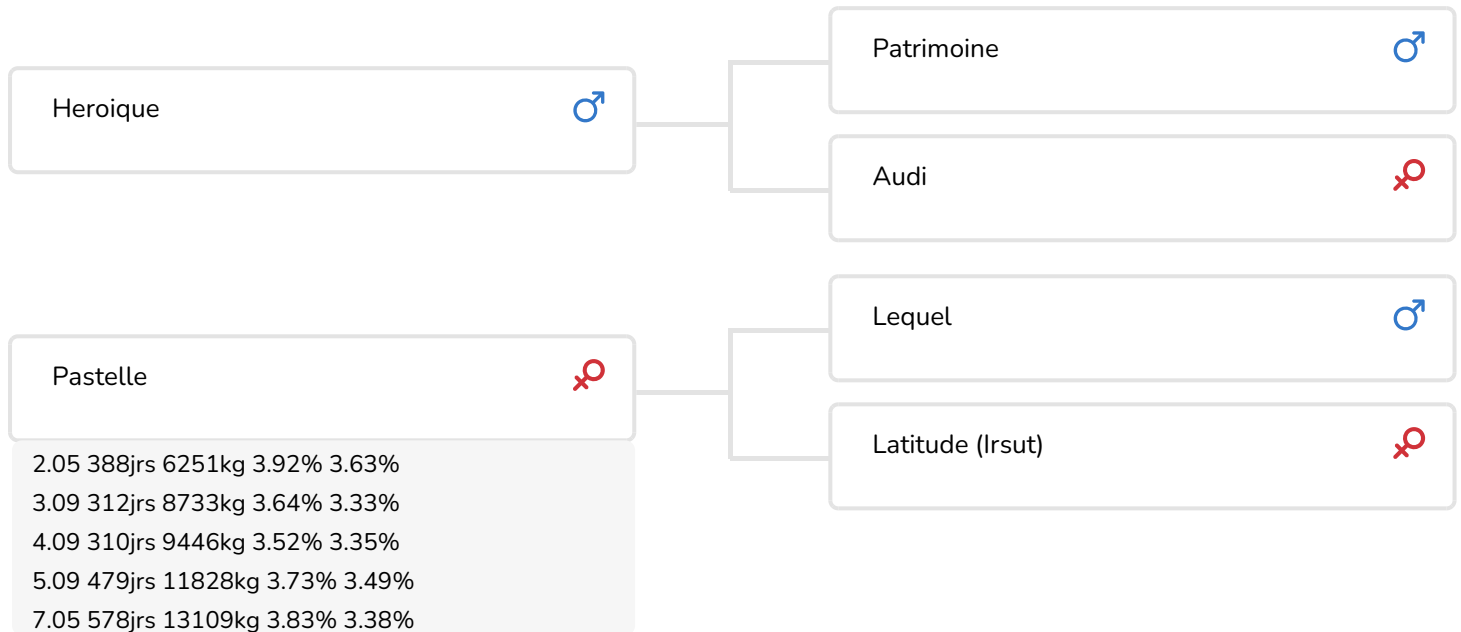 Patrimoine
Heroique
Audi
Lequel
Pastelle
Latitude (Irsut)
2.05 388jrs 6251kg 3.92% 3.63%
3.09 312jrs 8733kg 3.64% 3.33%
4.09 310jrs 9446kg 3.52% 3.35%
5.09 479jrs 11828kg 3.73% 3.49%
7.05 578jrs 13109kg 3.83% 3.38%